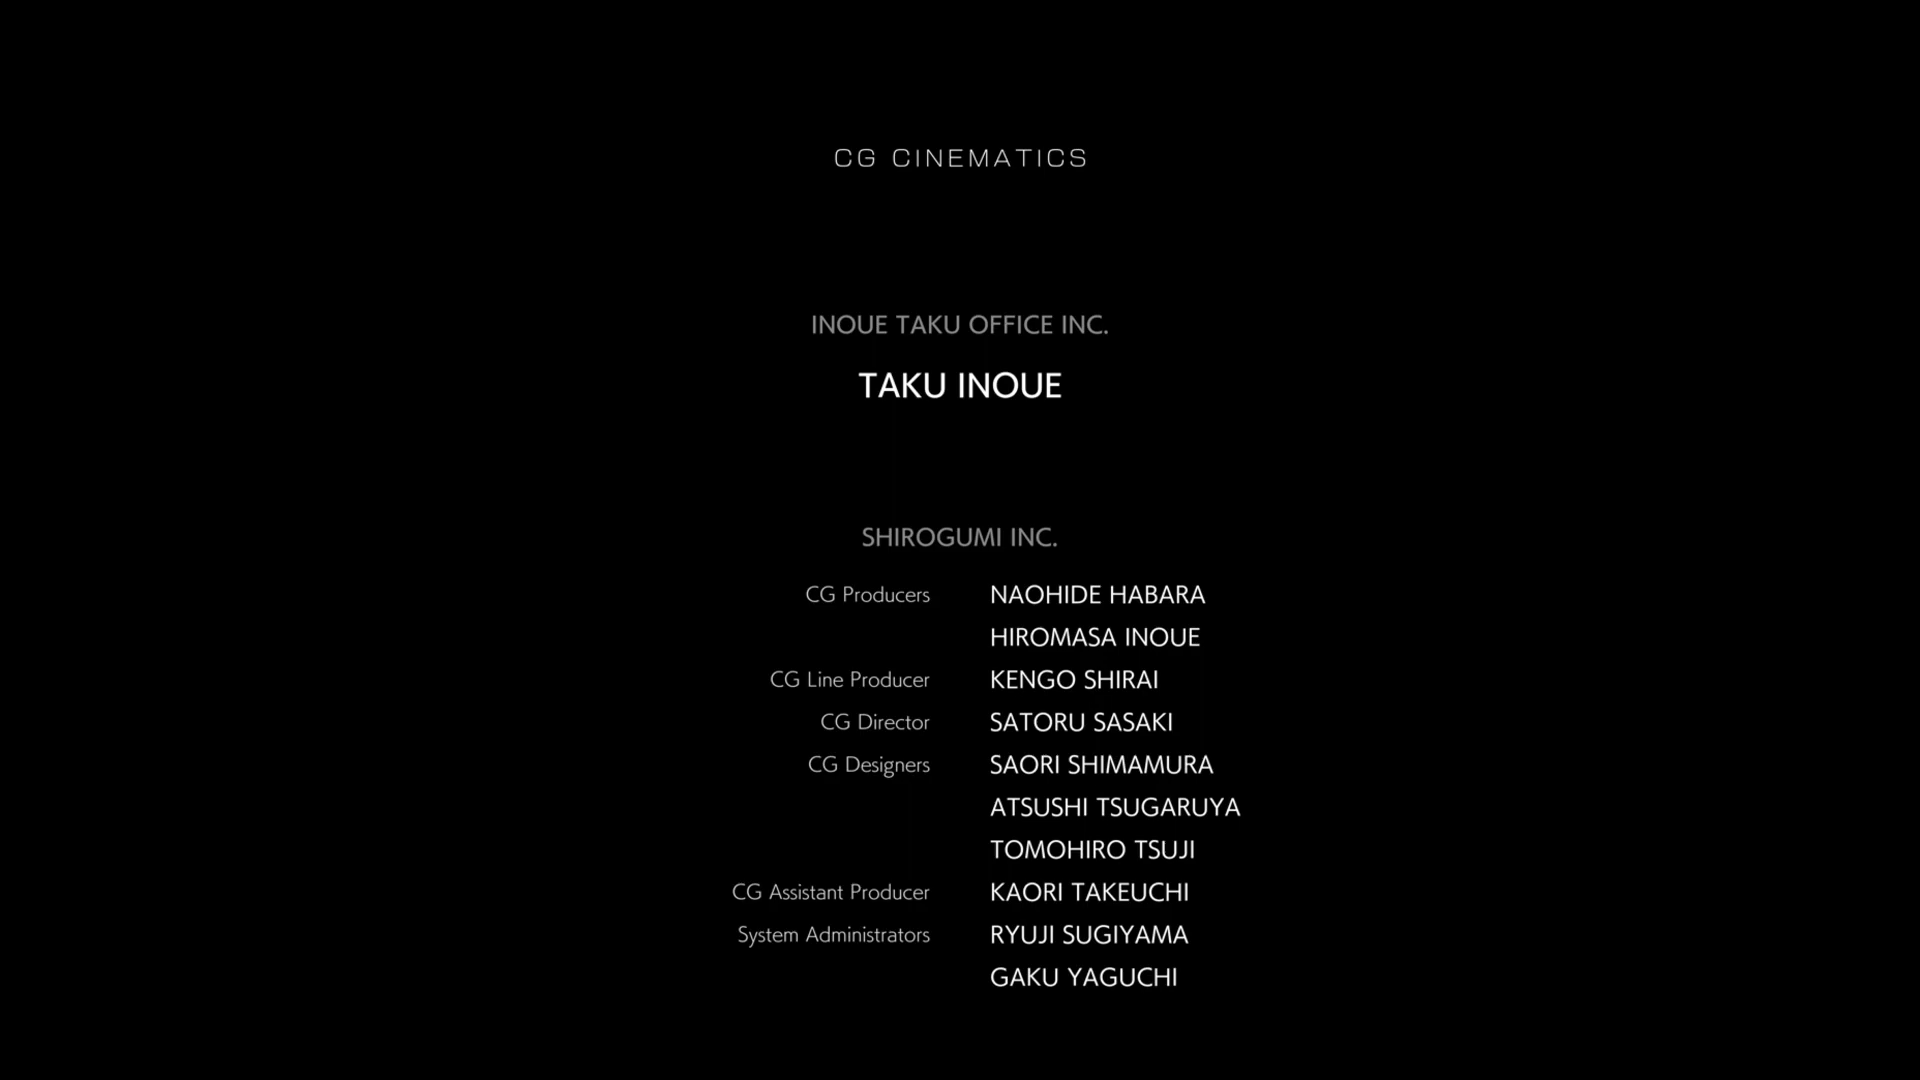 CG CINEMATICS
INOUE TAKU OFFICE INC.
TAKU INOUE
SHIROGUMI INC.
CG Producers NAOHIDE HABARA
HIROMASA INOUE
CG Line Producer KENGO SHIRAI
CG Director SATORU SASAKI
CG Designers SAORI SHIMAMURA
ATSUSHI TSUGARUYA
TOMOHIRO TSUJI
CG Assistant Producer KAORI TAKEUCHI
System Administrators RYUJI SUGIYAMA
GAKU YAGUCHI